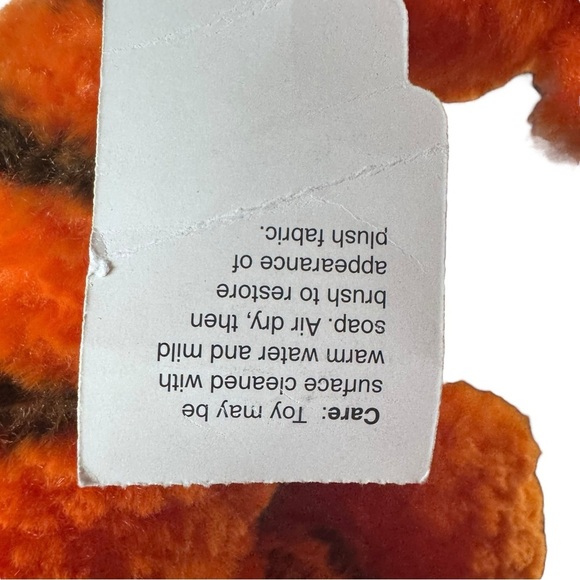 Care: Toy may be
surface cleaned with
warm water and mild
soap. Air dry, then
brush to restore
appearance of
plush fabric.